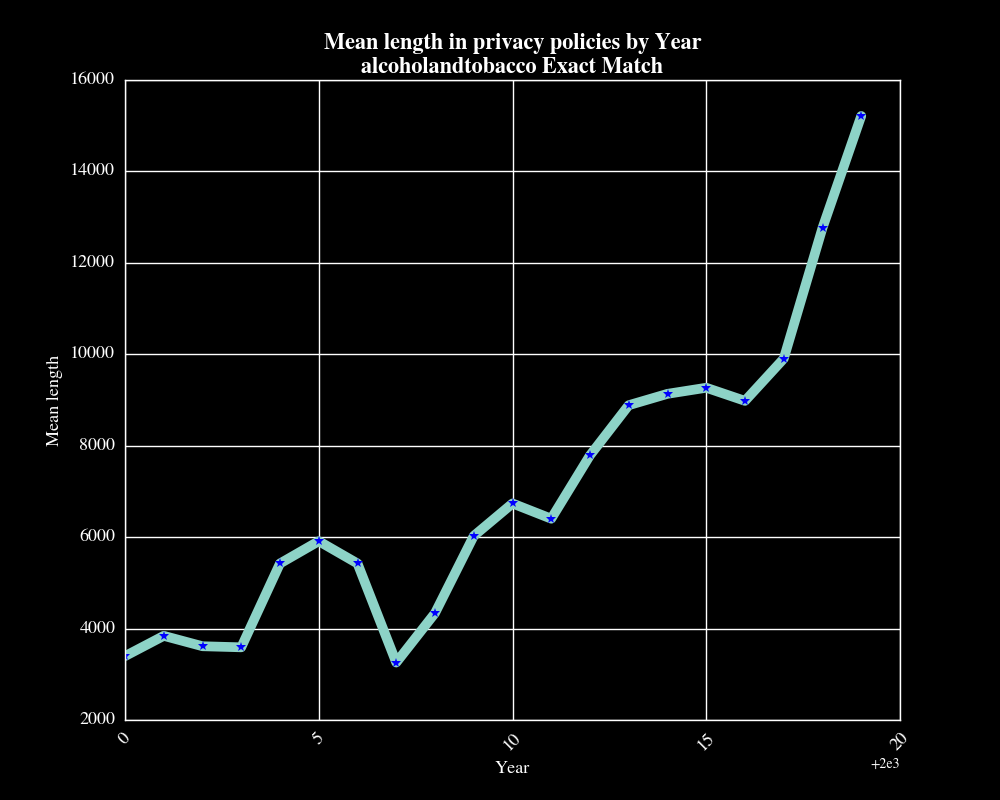 Mean length in privacy policies by Year
alcoholandtobacco Exact Match
16000
14000
12000
10000
8000
6000
4000
2000
Mean length
0 5 10 15 20
Year
+2e3